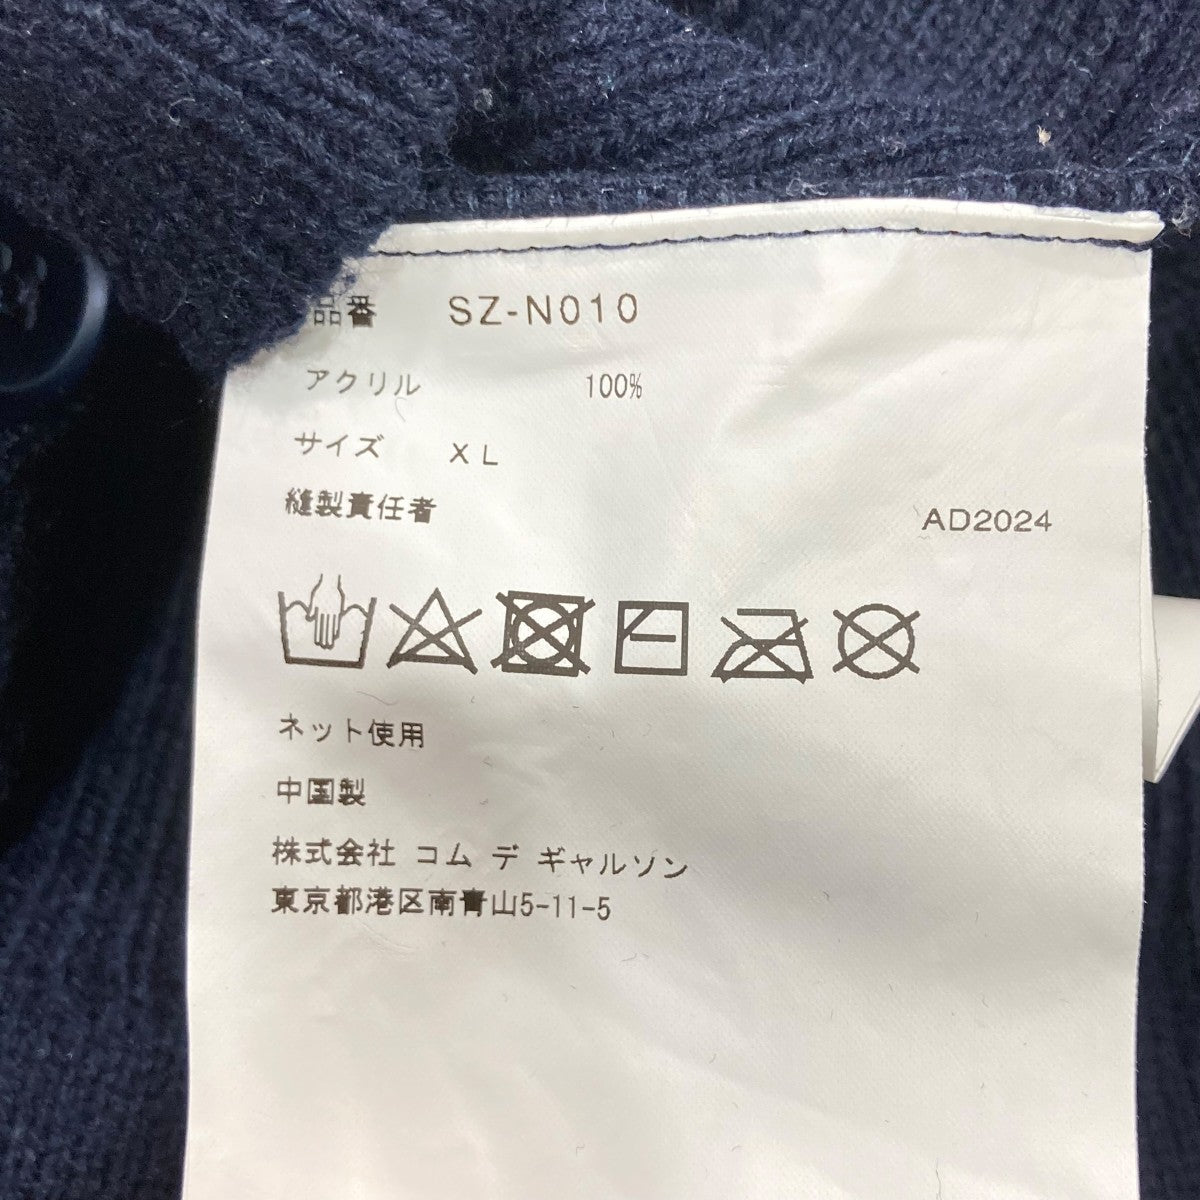 品番 SZ-N010
アクリル 100%
サイズ XL
縫製責任者 AD2024
ネット使用
中国製
株式会社 コム デ ギャルソン
東京都港区南青山5-11-5